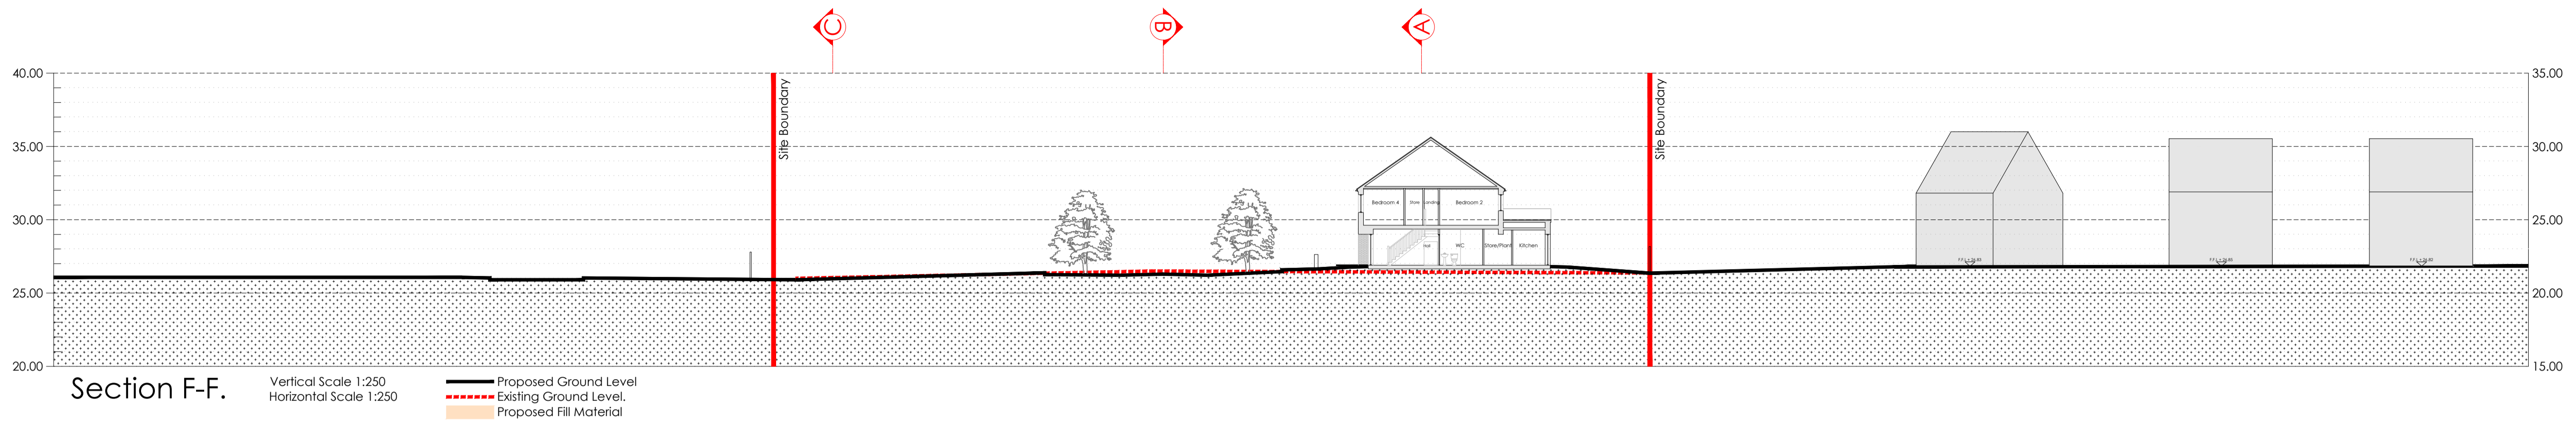 C
B
A
40.00
35.00
Site Boundary
Site Boundary
35.00
30.00
Bedroom 4
Store
Landing
Bedroom 2
30.00
25.00
Hall
WC
Store/Plant
Kitchen
25.00
20.00
20.00
15.00
Section F-F.
Vertical Scale 1:250
Horizontal Scale 1:250
Proposed Ground Level
Existing Ground Level.
Proposed Fill Material